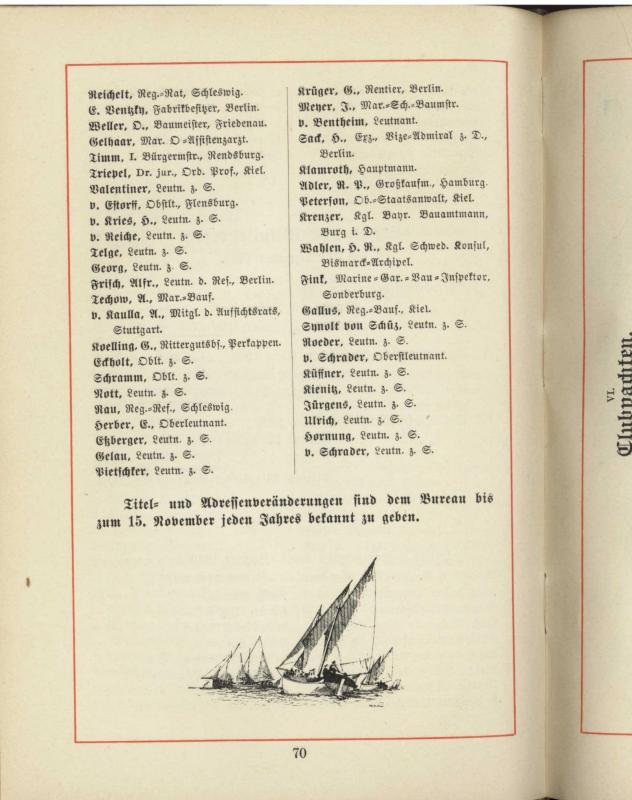 Reichelt, Reg.-Rat, Schleswig.
E. Ventzky, Fabrikbesitzer, Berlin.
Weller, O., Baumeister, Friedenau.
Gelhaar, Mar. O.-Assistenzarzt.
Timm, I. Bürgermstr., Rendsburg.
Triepel, Dr. jur., Ord. Prof., Kiel.
Valentiner, Leutn. z. S.
v. Estorff, Obstlt., Flensburg.
v. Kries, H., Leutn. z. S.
v. Reiche, Leutn. z. S.
Telge, Leutn. z. S.
Georg, Leutn. z. S.
Frisch, Alfr., Leutn. d. Res., Berlin.
Techow, A., Mar.-Bauf.
v. Kaulla, A., Mitgl. d. Aufsichtsrats,
Stuttgart.
Koelling, G., Rittergutsbs., Perkappen.
Eckholt, Oblt. z. S.
Schramm, Oblt. z. S.
Nott, Leutn. z. S.
Rau, Reg.-Ref., Schleswig.
Herber, E., Oberleutnant.
Eßberger, Leutn. z. S.
Gelau, Leutn. z. S.
Pietschker, Leutn. z. S.
Krüger, G., Rentier, Berlin.
Meyer, J., Mar.-Sch.-Baumstr.
v. Bentheim, Leutnant.
Sack, H., Exz., Vize-Admiral z. D.,
Berlin.
Klamroth, Hauptmann.
Adler, R. P., Großkaufm., Hamburg.
Peterson, Ob.-Staatsanwalt, Kiel.
Krenzer, Kgl. Bayr. Bauamtmann,
Burg i. D.
Wahlen, H. R., Kgl. Schwed. Konsul,
Bismarck-Archipel.
Fink, Marine-Gar.-Bau-Inspektor,
Sonderburg.
Gallus, Reg.-Bauf., Kiel.
Synolt von Schüz, Leutn. z. S.
Roeder, Leutn. z. S.
v. Schrader, Oberstleutnant.
Küffner, Leutn. z. S.
Kienitz, Leutn. z. S.
Jürgens, Leutn. z. S.
Ulrich, Leutn. z. S.
Hornung, Leutn. z. S.
v. Schrader, Leutn. z. S.
Titel- und Adressenveränderungen sind dem Bureau bis
zum 15. November jeden Jahres bekannt zu geben.
70
VI.
Clubyachten.